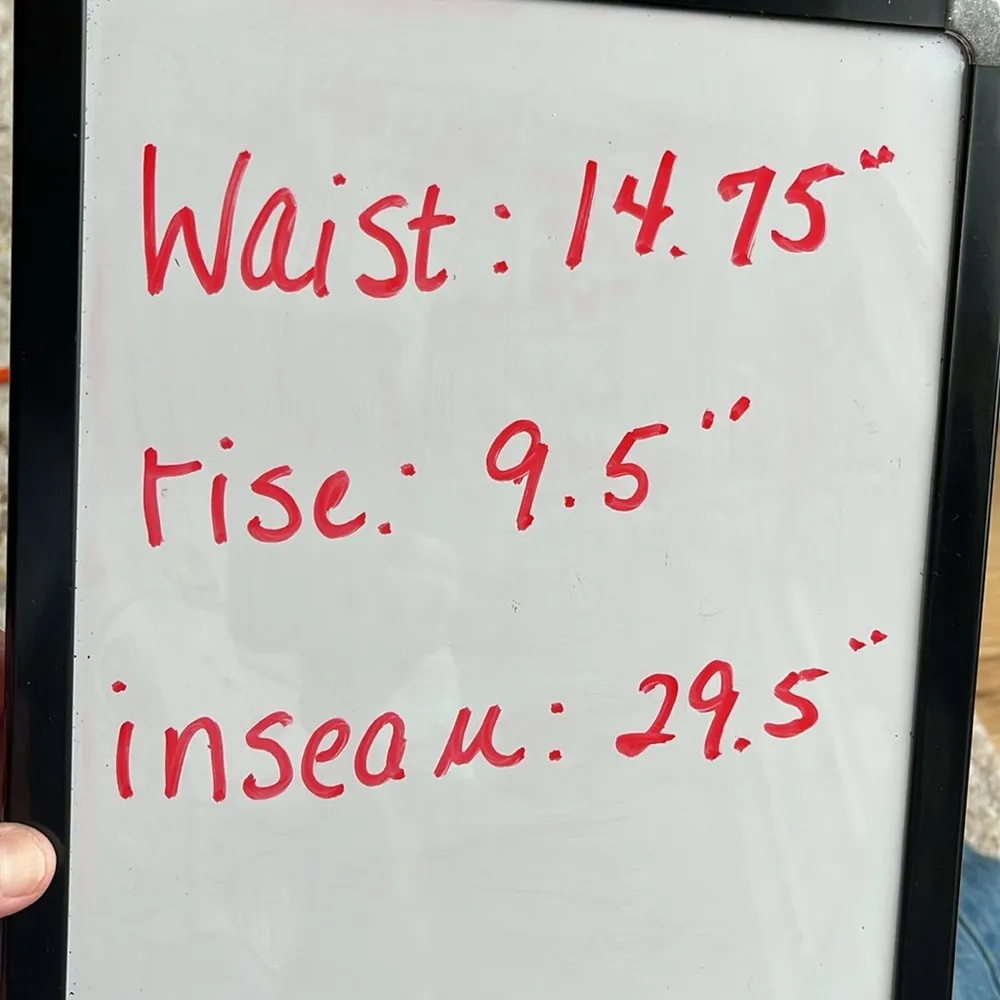 Waist: 14.75"
rise: 9.5"
inseam: 29.5"